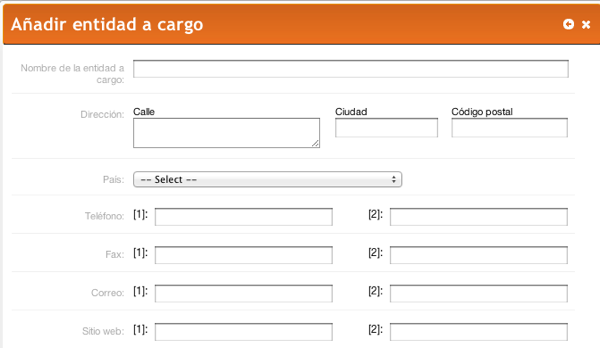 Añadir entidad a cargo
Nombre de la entidad a
cargo:
Dirección:
Calle
Ciudad
Código postal
País:
-- Select --
Teléfono:
[1]:
[2]:
Fax:
[1]:
[2]:
Correo:
[1]:
[2]:
Sitio web:
[1]:
[2]: